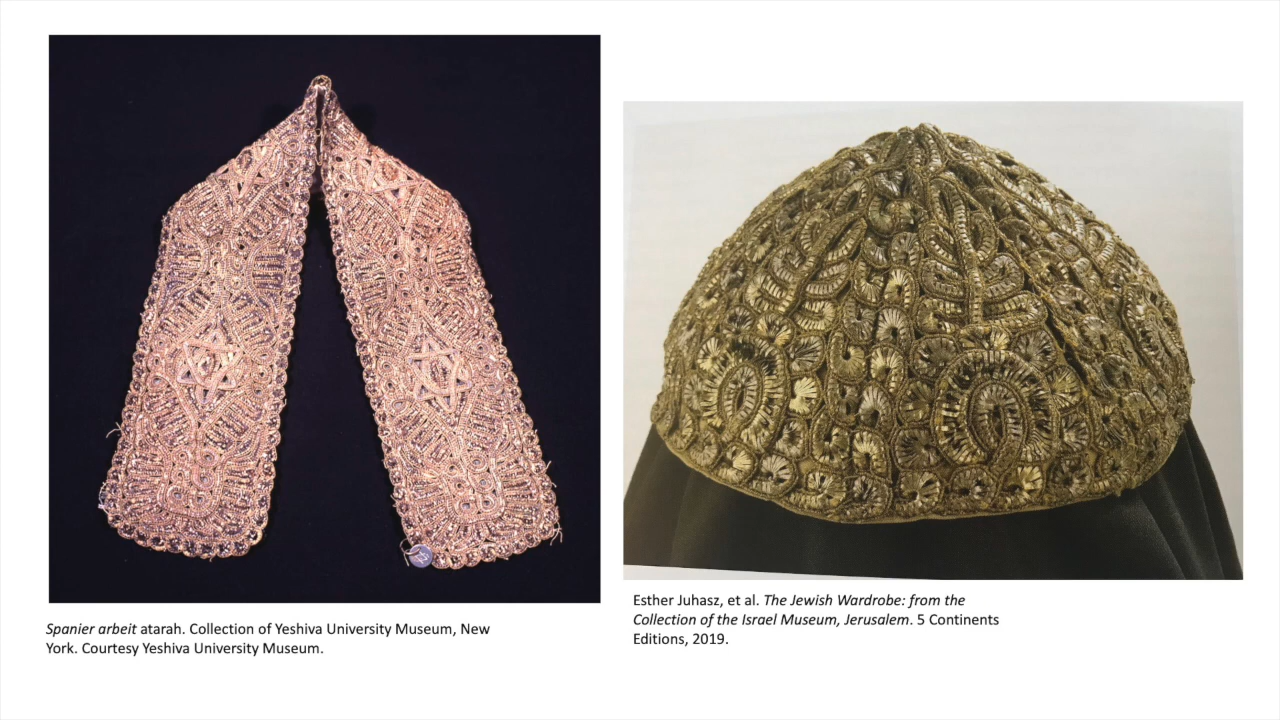 Spanier arbeit atarah. Collection of Yeshiva University Museum, New
York. Courtesy Yeshiva University Museum.
Esther Juhasz, et al. The Jewish Wardrobe: from the
Collection of the Israel Museum, Jerusalem. 5 Continents
Editions, 2019.